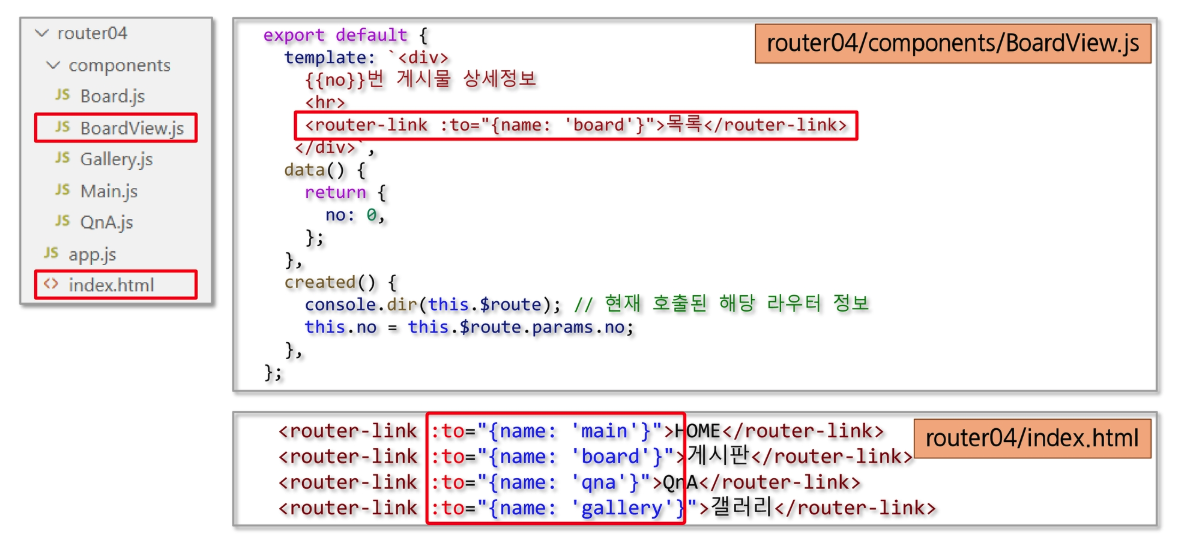 router04
components
JS Board.js
JS BoardView.js
JS Gallery.js
JS Main.js
JS QnA.js
JS app.js
<> index.html
router04/components/BoardView.js
export default {
  template: `<div>
    {{no}}번 게시물 상세정보
    <hr>
    <router-link :to="{name: 'board'}">목록</router-link>
   </div>`,
  data() {
    return {
      no: 0,
    };
  },
  created() {
    console.dir(this.$route); // 현재 호출된 해당 라우터 정보
    this.no = this.$route.params.no;
  },
};
router04/index.html
<router-link :to="{name: 'main'}">HOME</router-link>
<router-link :to="{name: 'board'}">게시판</router-link>
<router-link :to="{name: 'qna'}">QnA</router-link>
<router-link :to="{name: 'gallery'}">갤러리</router-link>